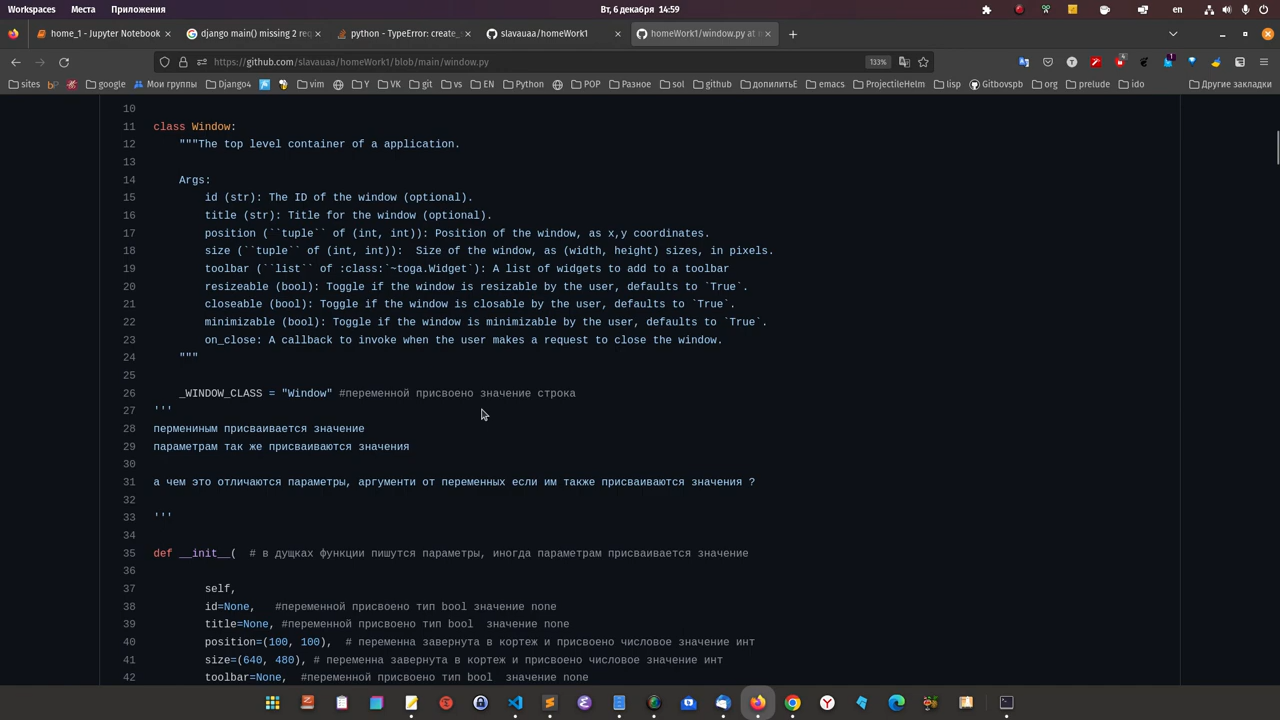 Workspaces Места Приложения Вт, 6 декабря 14:59 en
home_1 - Jupyter Notebook × django main() missing 2 req × python - TypeError: create_ × slavauaa/homeWork1 × homeWork1/window.py at m ×
https://github.com/slavauaa/homeWork1/blob/main/window.py 133%
sites google Мои группы Django4 vim Y VK git vs EN Python POP Разное sol github допилитьE emacs ProjectileHelm lisp Gitbovspb org prelude ido Другие закладки
10
11 class Window:
12 """The top level container of a application.
13
14 Args:
15 id (str): The ID of the window (optional).
16 title (str): Title for the window (optional).
17 position (``tuple`` of (int, int)): Position of the window, as x,y coordinates.
18 size (``tuple`` of (int, int)):  Size of the window, as (width, height) sizes, in pixels.
19 toolbar (``list`` of :class:`~toga.Widget`): A list of widgets to add to a toolbar
20 resizeable (bool): Toggle if the window is resizable by the user, defaults to `True`.
21 closeable (bool): Toggle if the window is closable by the user, defaults to `True`.
22 minimizable (bool): Toggle if the window is minimizable by the user, defaults to `True`.
23 on_close: A callback to invoke when the user makes a request to close the window.
24 """
25
26 _WINDOW_CLASS = "Window" #переменной присвоено значение строка
27 '''
28 пермениным присваивается значение
29 параметрам так же присваиваются значения
30
31 а чем это отличаются параметры, аргументи от переменных если им также присваиваются значения ?
32
33 '''
34
35 def __init__(  # в дущках функции пишутся параметры, иногда параметрам присваивается значение
36
37 self,
38 id=None,   #переменной присвоено тип bool значение none
39 title=None, #переменной присвоено тип bool  значение none
40 position=(100, 100),  # переменна завернута в кортеж и присвоено числовое значение инт
41 size=(640, 480), # переменна завернута в кортеж и присвоено числовое значение инт
42 toolbar=None,  #переменной присвоено тип bool  значение none